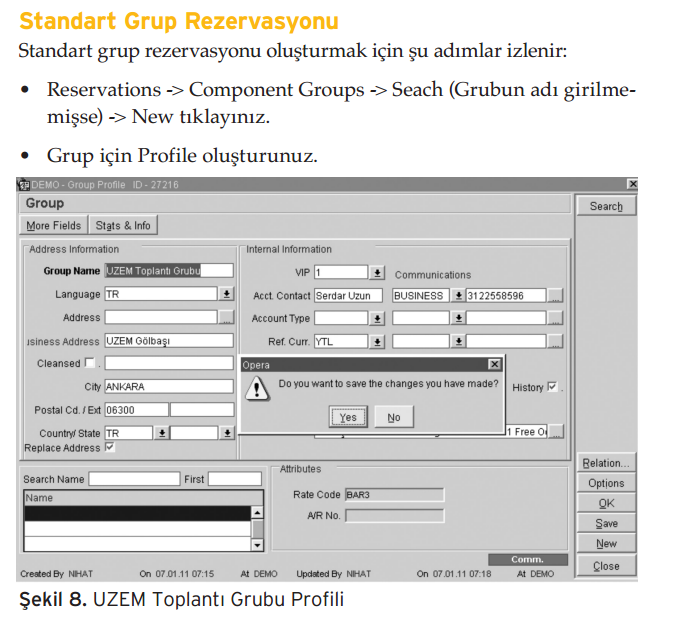 Standart Grup Rezervasyonu
Standart grup rezervasyonu oluşturmak için şu adımlar izlenir:
• Reservations -> Component Groups -> Seach (Grubun adı girilme-
mişse) -> New tıklayınız.
• Grup için Profile oluşturunuz.
DEMO - Group Profile ID - 27216
Group
Search
More Fields Stats & Info
Address Information
Internal Information
Group Name UZEM Toplantı Grubu
VIP 1
Communications
Language TR
Acct. Contact Serdar Uzun BUSINESS 3122558596
Address
Account Type
usiness Address UZEM Gölbaşı
Ref. Curr. YTL
Cleansed
Opera
Do you want to save the changes you have made?
Yes No
History
City ANKARA
Postal Cd. / Ext 06300
Country/ State TR
1 Free
Replace Address
Relation...
Options
OK
Save
New
Close
Search Name First
Name
Attributes
Rate Code BAR3
A/R No.
Comm.
Created By NIHAT On 07.01.11 07:15 At DEMO Updated By NIHAT On 07.01.11 07:18 At DEMO
Şekil 8. UZEM Toplantı Grubu Profili